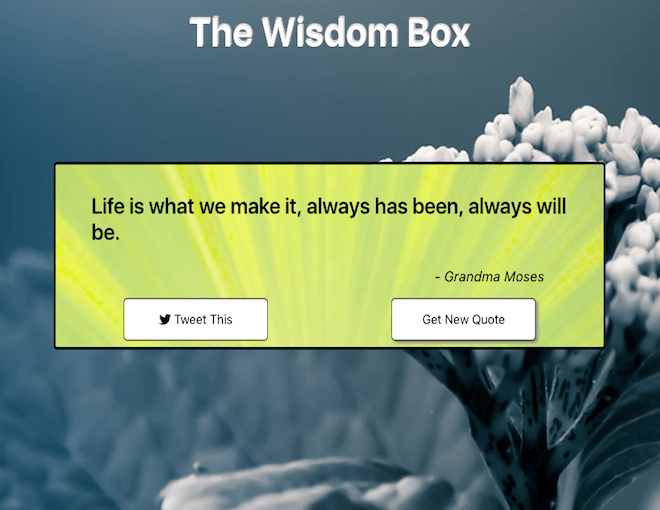 The Wisdom Box
Life is what we make it, always has been, always will
be.
- Grandma Moses
Tweet This
Get New Quote